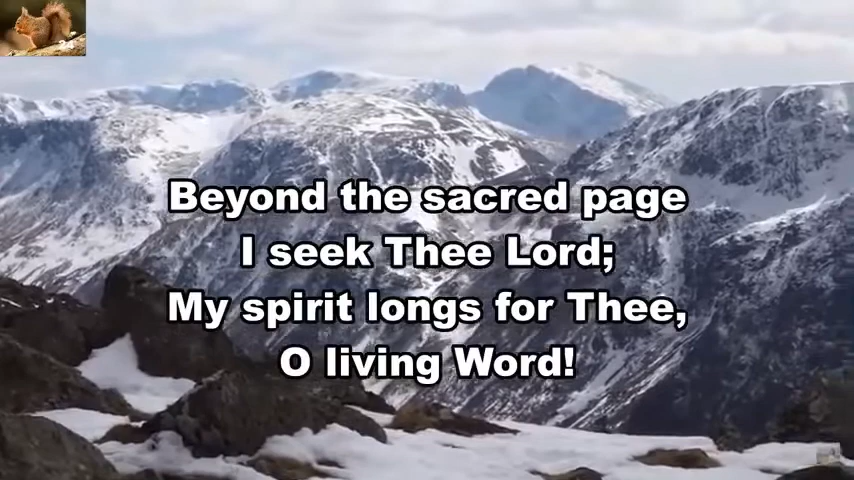 Beyond the sacred page
I seek Thee Lord;
My spirit longs for Thee,
O living Word!